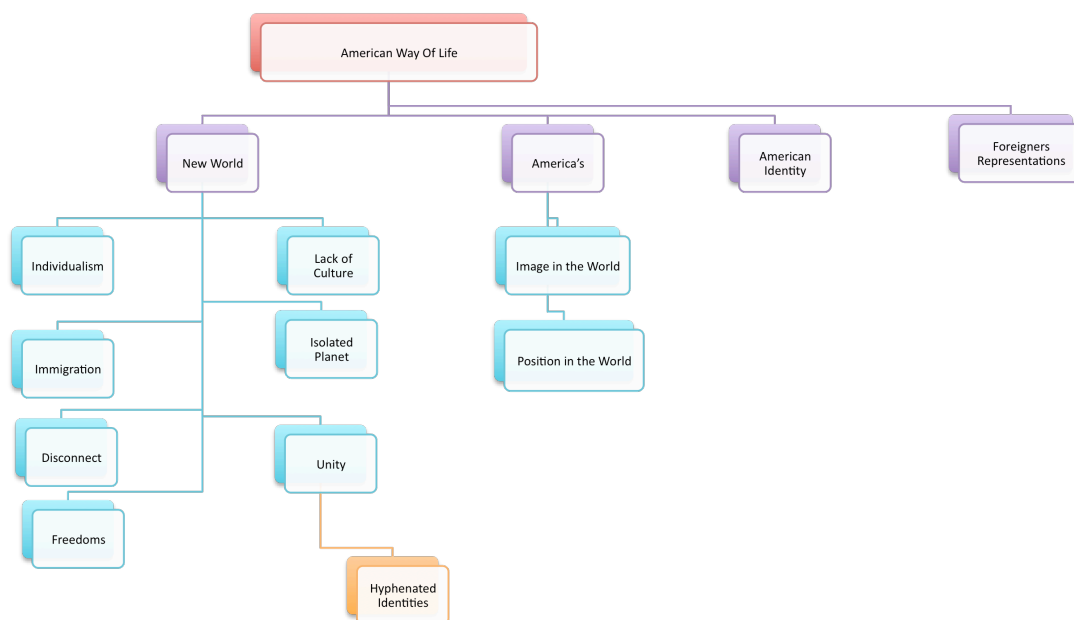 American Way Of Life
New World
America's
American
Identity
Foreigners
Representations
Individualism
Lack of
Culture
Image in the World
Isolated
Planet
Immigration
Position in the World
Disconnect
Unity
Freedoms
Hyphenated
Identities